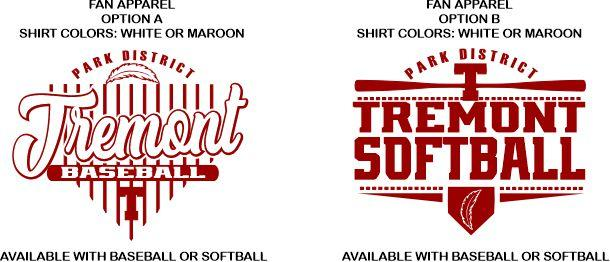 FAN APPAREL
OPTION A
SHIRT COLORS: WHITE OR MAROON
PARK DISTRICT
Tremont
BASEBALL
T
AVAILABLE WITH BASEBALL OR SOFTBALL
FAN APPAREL
OPTION B
SHIRT COLORS: WHITE OR MAROON
PARK DISTRICT
T
TREMONT
SOFTBALL
AVAILABLE WITH BASEBALL OR SOFTBALL